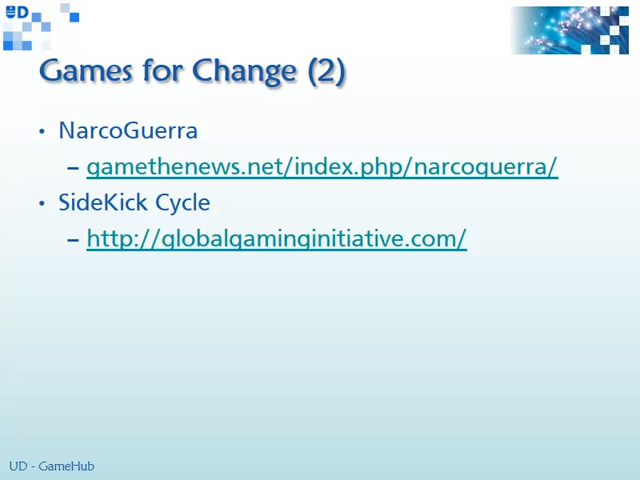 UD
Games for Change (2)
• NarcoGuerra
– gamethenews.net/index.php/narcoguerra/
• SideKick Cycle
– http://globalgaminginitiative.com/
UD - GameHub